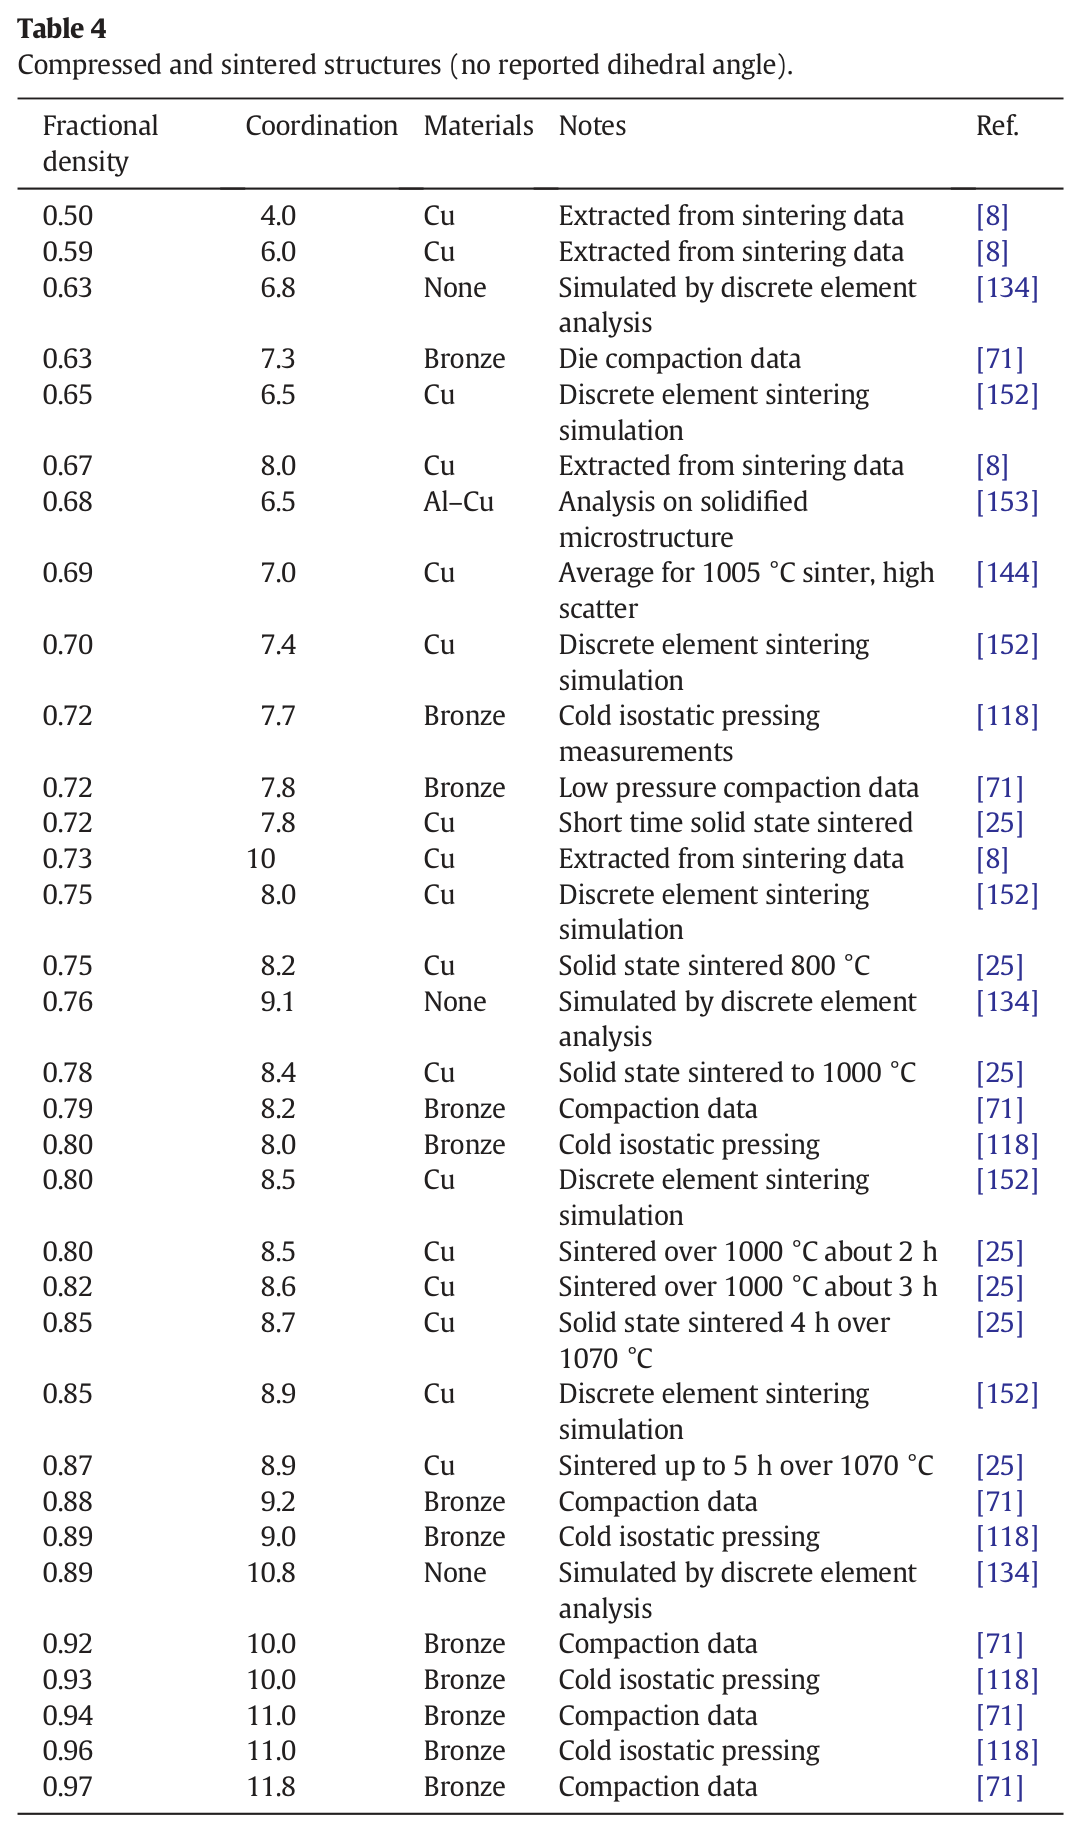 Table 4
Compressed and sintered structures (no reported dihedral angle).
Fractional density Coordination Materials Notes Ref.
0.50 4.0 Cu Extracted from sintering data [8]
0.59 6.0 Cu Extracted from sintering data [8]
0.63 6.8 None Simulated by discrete element [134]
analysis
0.63 7.3 Bronze Die compaction data [71]
0.65 6.5 Cu Discrete element sintering [152]
simulation
0.67 8.0 Cu Extracted from sintering data [8]
0.68 6.5 Al–Cu Analysis on solidified [153]
microstructure
0.69 7.0 Cu Average for 1005 °C sinter, high [144]
scatter
0.70 7.4 Cu Discrete element sintering [152]
simulation
0.72 7.7 Bronze Cold isostatic pressing [118]
measurements
0.72 7.8 Bronze Low pressure compaction data [71]
0.72 7.8 Cu Short time solid state sintered [25]
0.73 10 Cu Extracted from sintering data [8]
0.75 8.0 Cu Discrete element sintering [152]
simulation
0.75 8.2 Cu Solid state sintered 800 °C [25]
0.76 9.1 None Simulated by discrete element [134]
analysis
0.78 8.4 Cu Solid state sintered to 1000 °C [25]
0.79 8.2 Bronze Compaction data [71]
0.80 8.0 Bronze Cold isostatic pressing [118]
0.80 8.5 Cu Discrete element sintering [152]
simulation
0.80 8.5 Cu Sintered over 1000 °C about 2 h [25]
0.82 8.6 Cu Sintered over 1000 °C about 3 h [25]
0.85 8.7 Cu Solid state sintered 4 h over [25]
1070 °C
0.85 8.9 Cu Discrete element sintering [152]
simulation
0.87 8.9 Cu Sintered up to 5 h over 1070 °C [25]
0.88 9.2 Bronze Compaction data [71]
0.89 9.0 Bronze Cold isostatic pressing [118]
0.89 10.8 None Simulated by discrete element [134]
analysis
0.92 10.0 Bronze Compaction data [71]
0.93 10.0 Bronze Cold isostatic pressing [118]
0.94 11.0 Bronze Compaction data [71]
0.96 11.0 Bronze Cold isostatic pressing [118]
0.97 11.8 Bronze Compaction data [71]